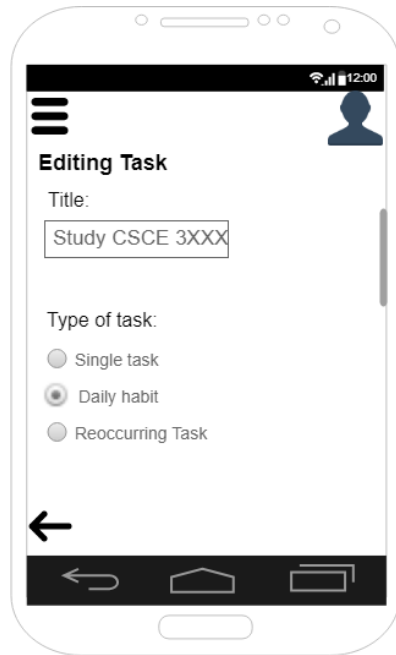 12:00
Editing Task
Title:
Study CSCE 3XXX
Type of task:
Single task
Daily habit
Reoccurring Task